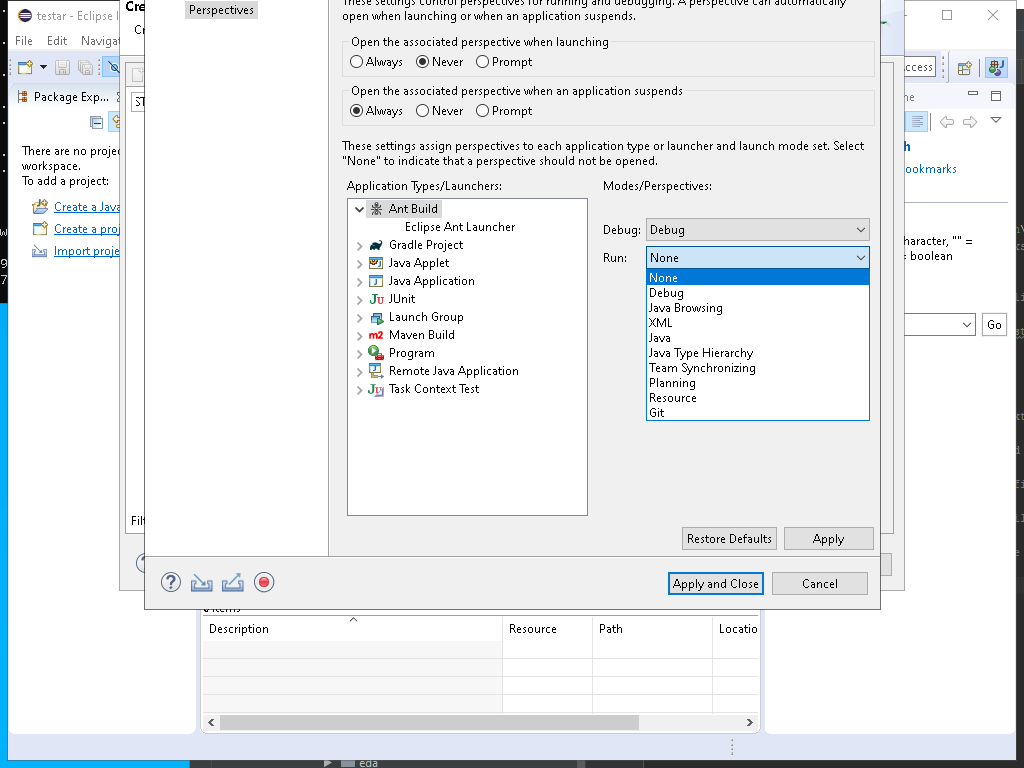 testar - Eclipse I
File Edit Navigat
Package Exp...
There are no proje
workspace.
To add a project:
Create a Java
Create a proj
Import proje
Cre
Filt
Perspectives
These settings control perspectives for running and debugging. A perspective can automatically
open when launching or when an application suspends.
Open the associated perspective when launching
Always Never Prompt
Open the associated perspective when an application suspends
Always Never Prompt
These settings assign perspectives to each application type or launcher and launch mode set. Select
"None" to indicate that a perspective should not be opened.
Application Types/Launchers:
Ant Build
Eclipse Ant Launcher
Gradle Project
Java Applet
Java Application
JUnit
Launch Group
Maven Build
Program
Remote Java Application
Task Context Test
Modes/Perspectives:
Debug: Debug
Run: None
None
Debug
Java Browsing
XML
Java
Java Type Hierarchy
Team Synchronizing
Planning
Resource
Git
Restore Defaults Apply
Apply and Close Cancel
ccess
ne
h
ookmarks
haracter, "" =
= boolean
Go
Description Resource Path Locatio
eda